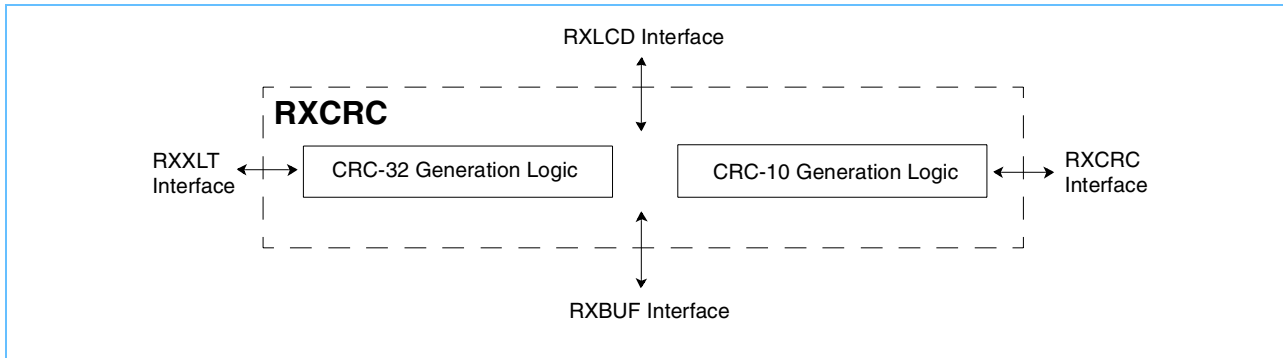 RXLCD Interface
RXCRC
RXXLT
Interface
CRC-32 Generation Logic
CRC-10 Generation Logic
RXCRC
Interface
RXBUF Interface